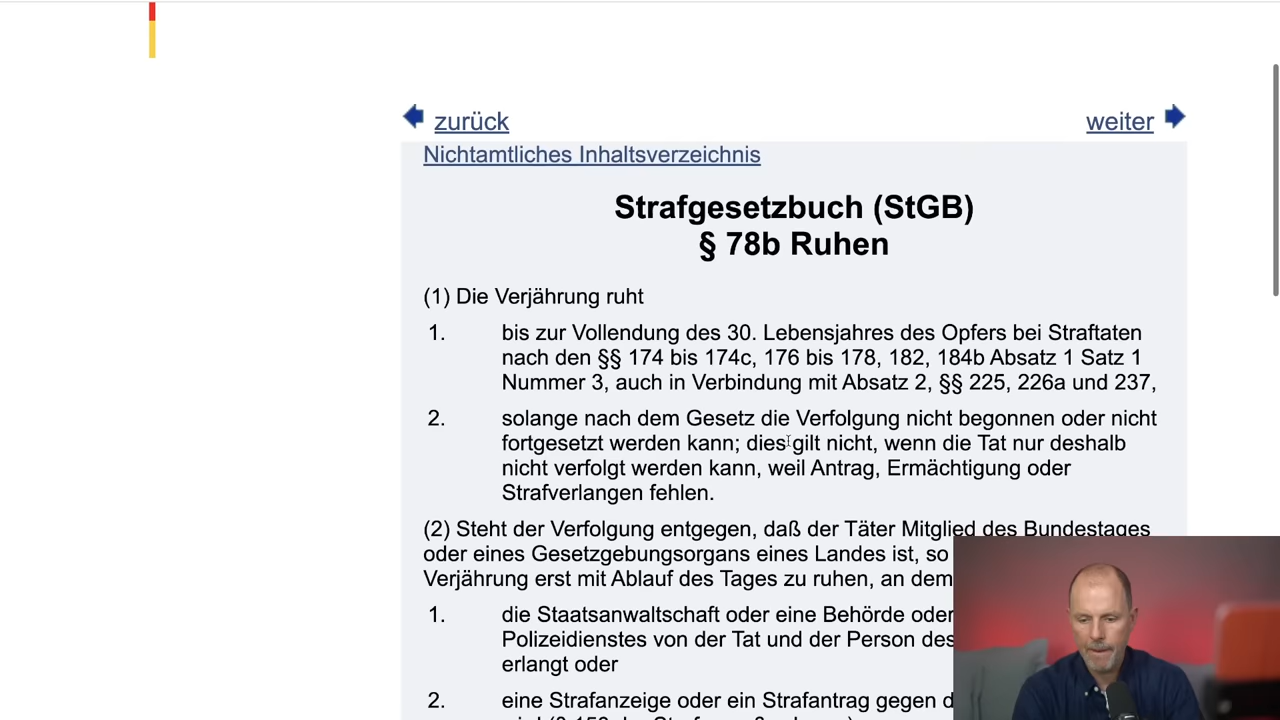 zurück
weiter
Nichtamtliches Inhaltsverzeichnis
Strafgesetzbuch (StGB)
§ 78b Ruhen
(1) Die Verjährung ruht
1. bis zur Vollendung des 30. Lebensjahres des Opfers bei Straftaten
nach den §§ 174 bis 174c, 176 bis 178, 182, 184b Absatz 1 Satz 1
Nummer 3, auch in Verbindung mit Absatz 2, §§ 225, 226a und 237,
2. solange nach dem Gesetz die Verfolgung nicht begonnen oder nicht
fortgesetzt werden kann; dies gilt nicht, wenn die Tat nur deshalb
nicht verfolgt werden kann, weil Antrag, Ermächtigung oder
Strafverlangen fehlen.
(2) Steht der Verfolgung entgegen, daß der Täter Mitglied des Bundestages
oder eines Gesetzgebungsorgans eines Landes ist, so
Verjährung erst mit Ablauf des Tages zu ruhen, an dem
1. die Staatsanwaltschaft oder eine Behörde oder
Polizeidienstes von der Tat und der Person des
erlangt oder
2. eine Strafanzeige oder ein Strafantrag gegen